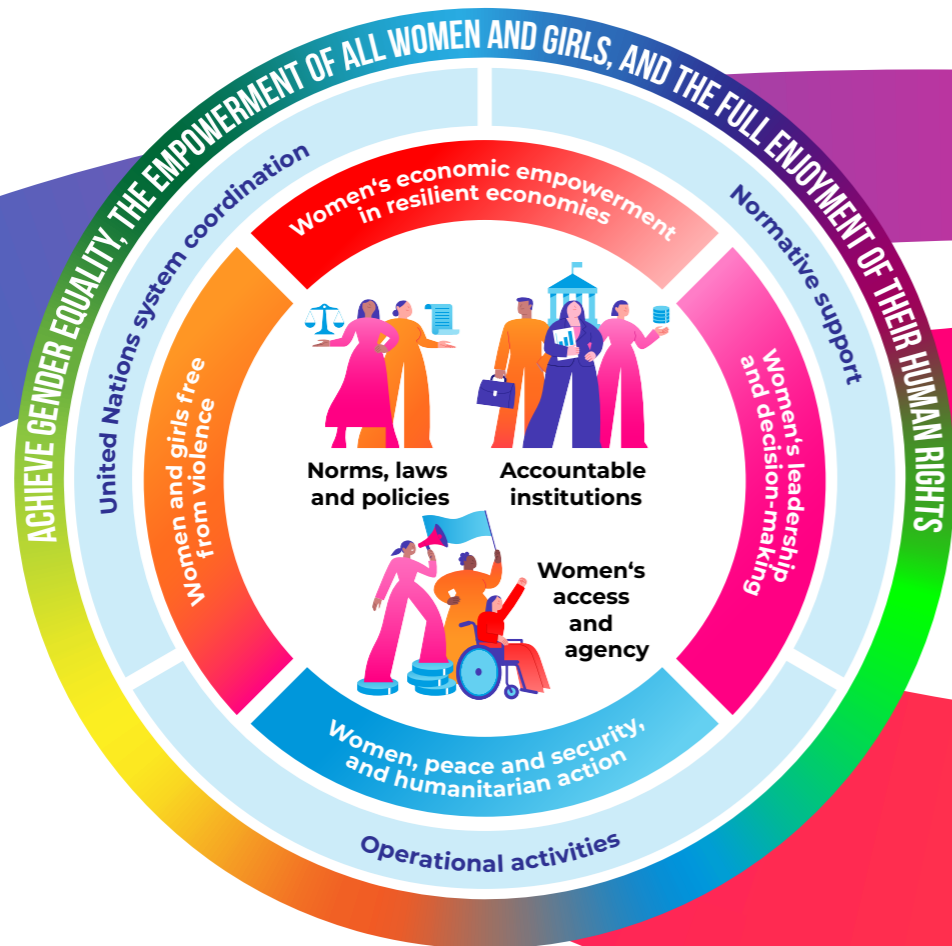 ACHIEVE GENDER EQUALITY, THE EMPOWERMENT OF ALL WOMEN AND GIRLS, AND THE FULL ENJOYMENT OF THEIR HUMAN RIGHTS
United Nations system coordination
Normative support
Women‘s economic empowerment
in resilient economies
Women and girls free
from violence
Women‘s leadership
and decision-making
Norms, laws
and policies
Accountable
institutions
Women‘s
access
and
agency
Women, peace and security,
and humanitarian action
Operational activities